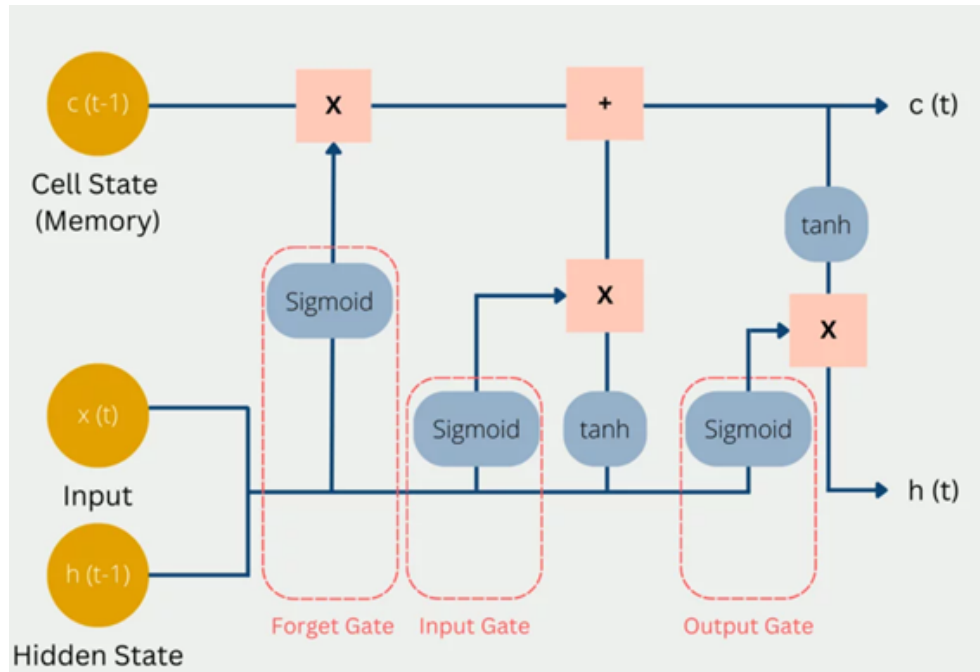 c (t-1)
X
+
c (t)
Cell State
(Memory)
tanh
Sigmoid
X
X
x (t)
Sigmoid
tanh
Sigmoid
Input
h (t)
h (t-1)
Forget Gate
Input Gate
Output Gate
Hidden State